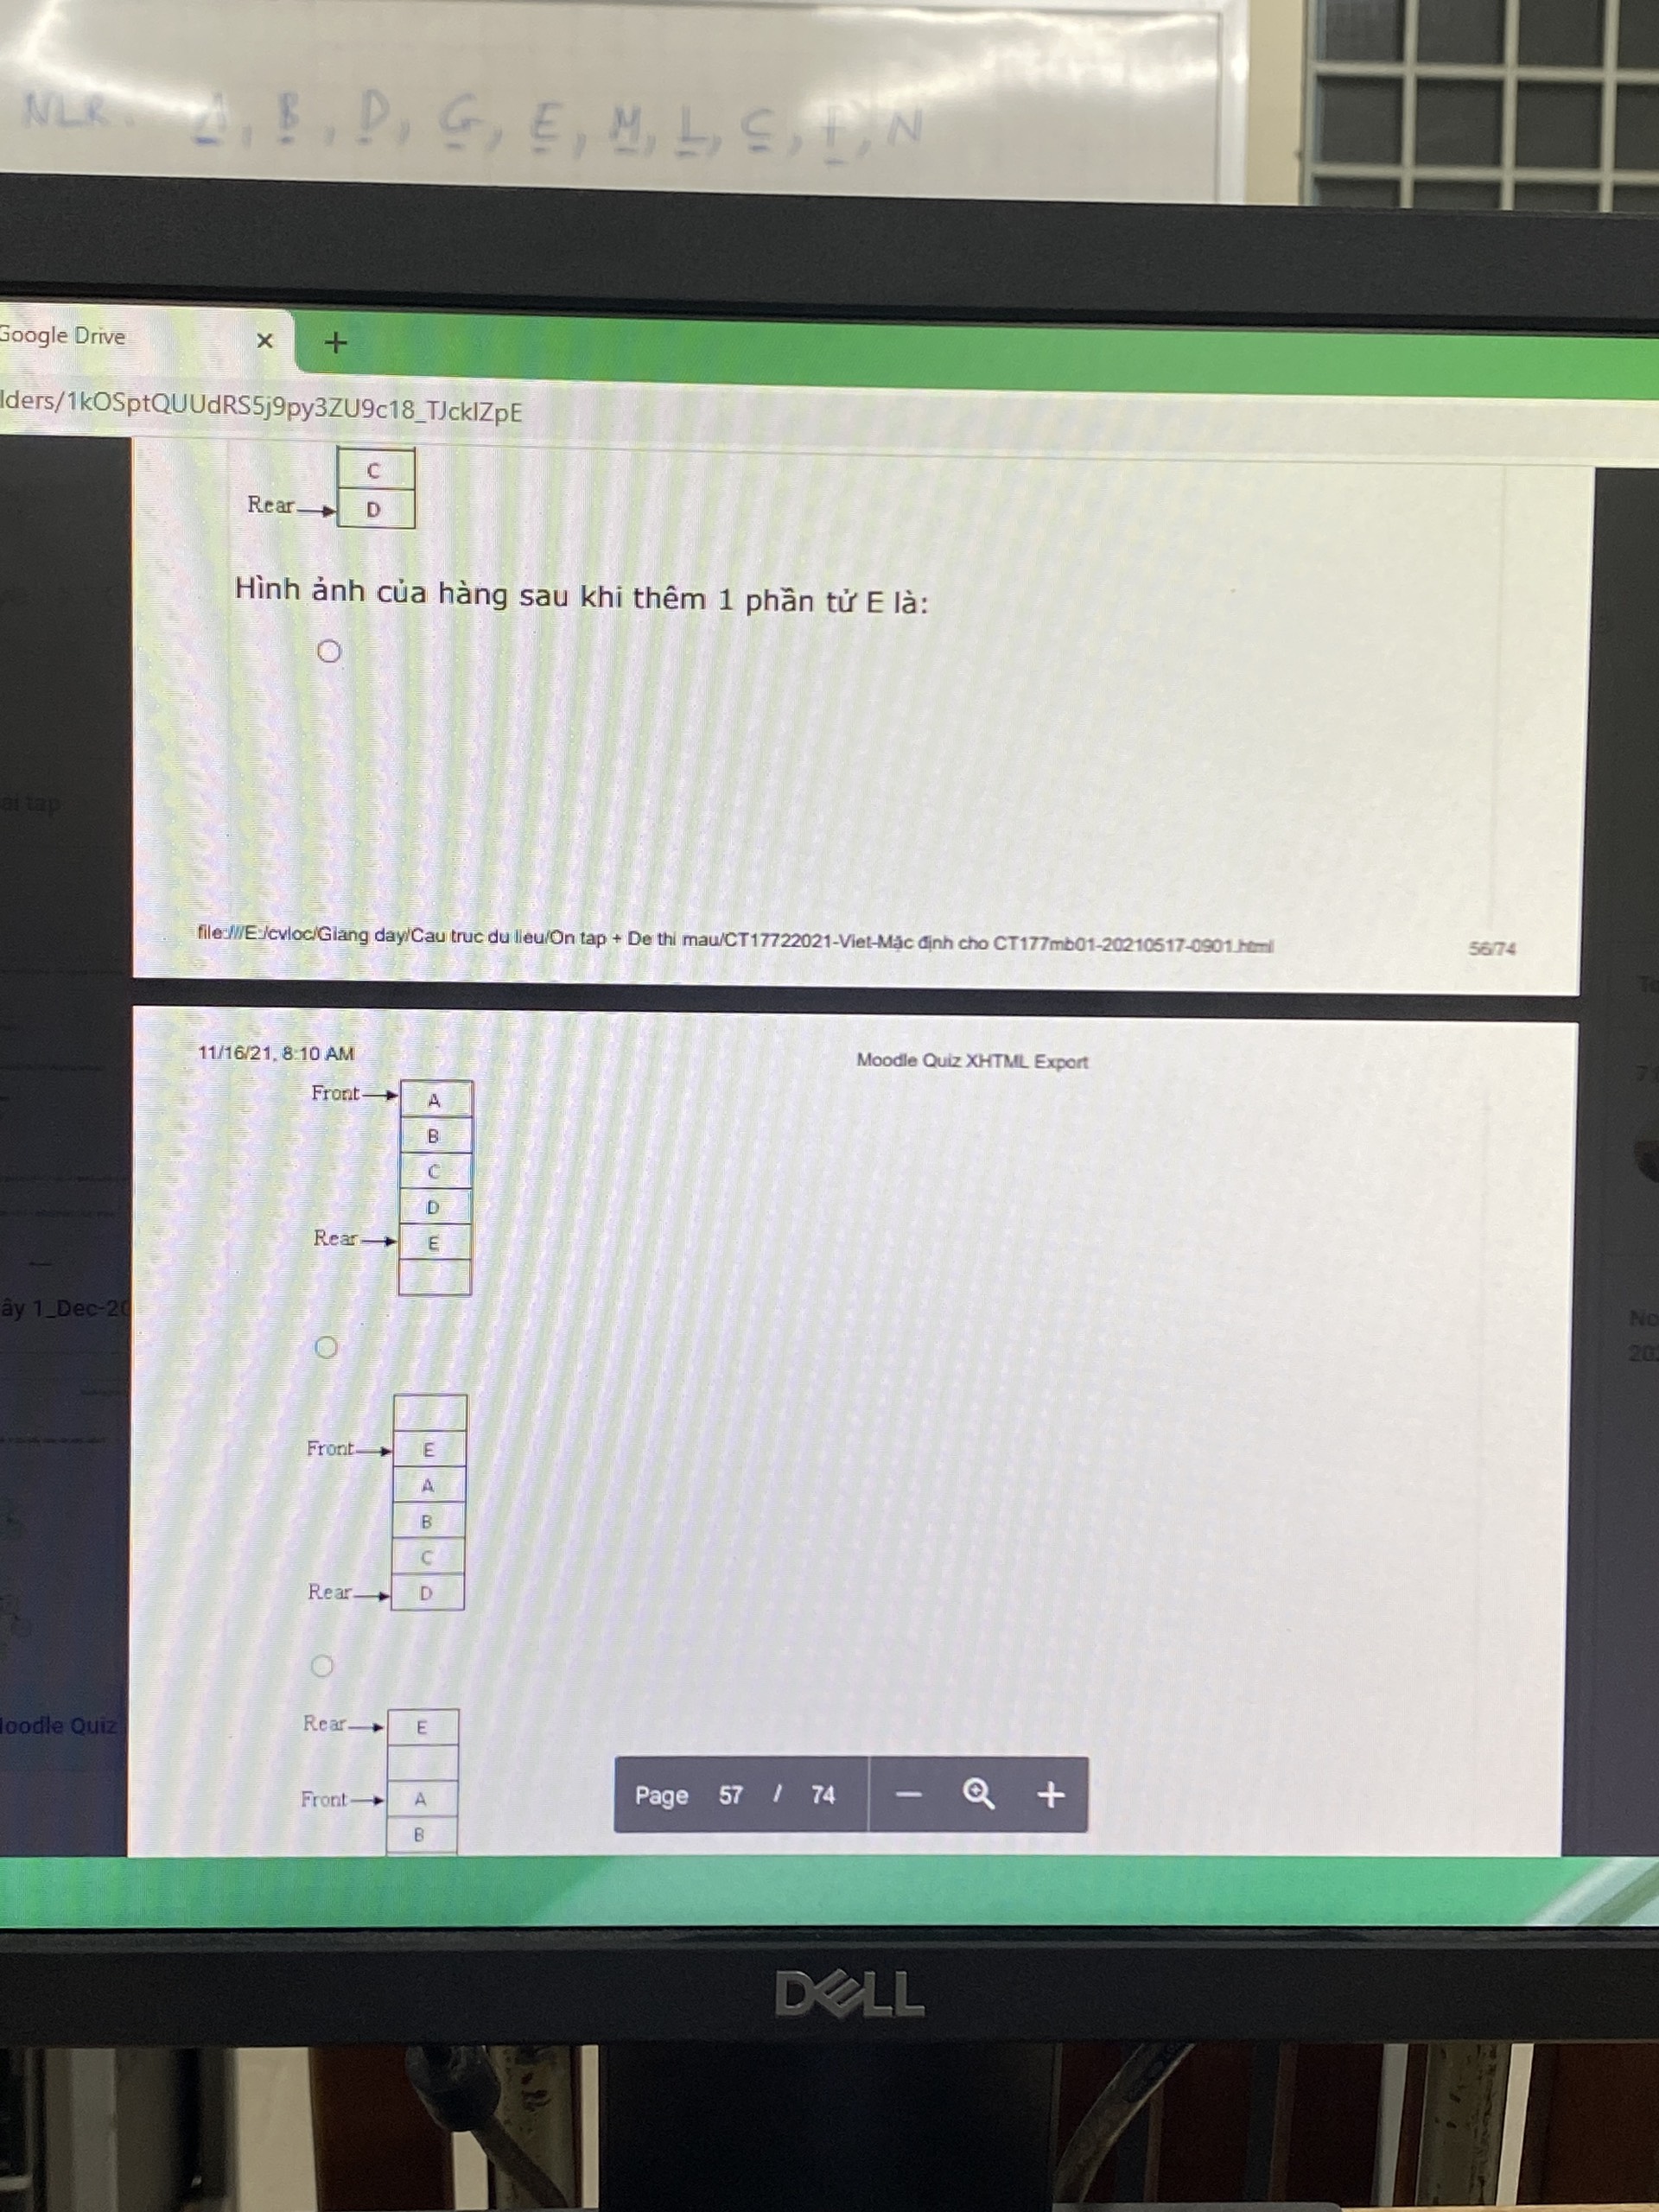 NLR. A, B, D, G, E, M, L, C, I, N
Google Drive × +
lders/1kOSptQUUdRS5j9py3ZU9c18_TJcklZpE
C
Rear D
Hình ảnh của hàng sau khi thêm 1 phần tử E là:
ai tap
file:///E:/cvloc/Giang day/Cau truc du lieu/On tap + De thi mau/CT17722021-Viet-Mặc định cho CT177mb01-20210517-0901.html 56/74
11/16/21, 8:10 AM Moodle Quiz XHTML Export
Front A
B
C
D
Rear E
ây 1_Dec-20
No
202
Front E
A
B
C
Rear D
loodle Quiz
Rear E
Front A
B
Page 57 / 74 − +
DELL